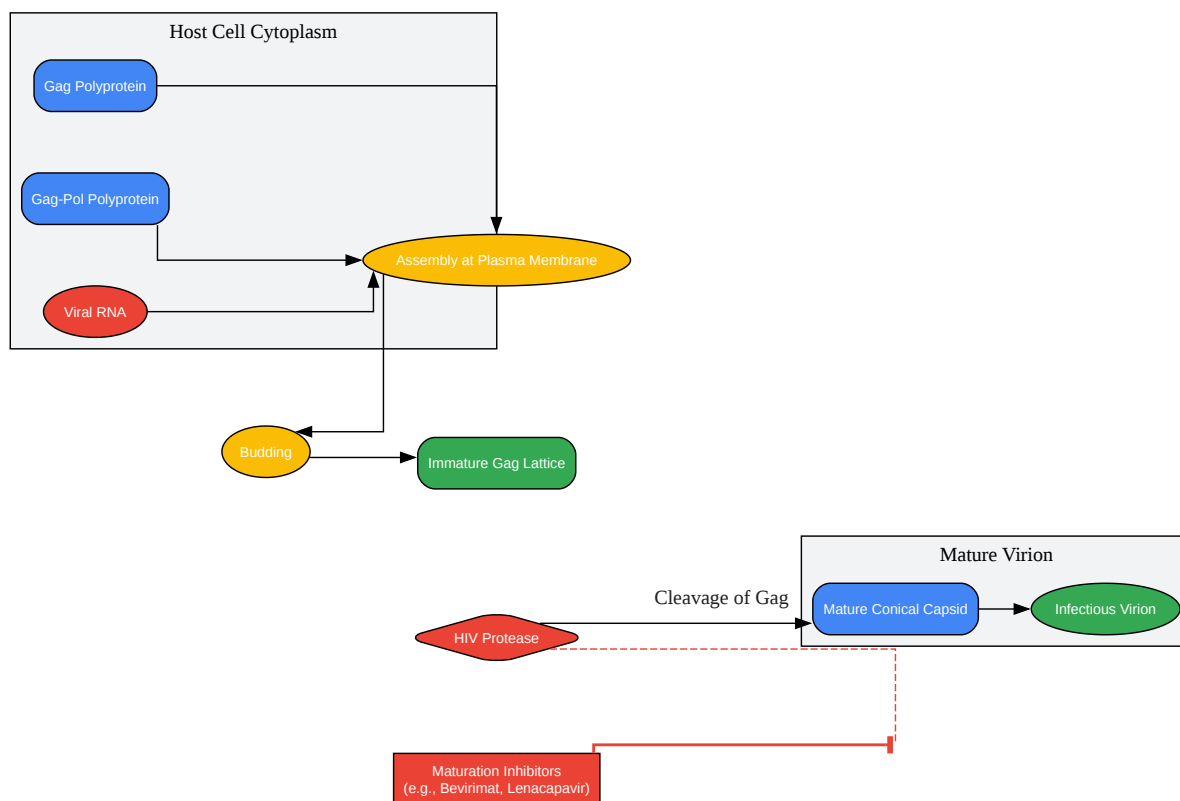 Host Cell Cytoplasm
Gag Polyprotein
Gag-Pol Polyprotein
Assembly at Plasma Membrane
Viral RNA
Budding
Immature Gag Lattice
Mature Virion
Cleavage of Gag
Mature Conical Capsid
Infectious Virion
HIV Protease
Maturation Inhibitors
(e.g., Bevirimat, Lenacapavir)